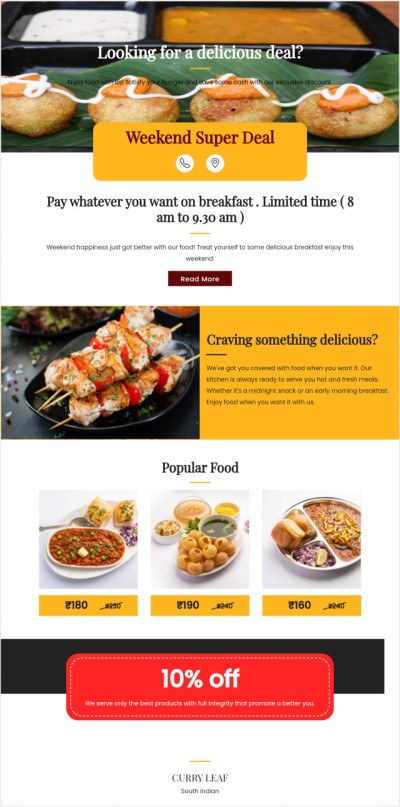 Looking for a delicious deal?
Enjoy food with us! Satisfy your hunger and save some cash with our exclusive discount.
Weekend Super Deal
Pay whatever you want on breakfast . Limited time ( 8
am to 9.30 am )
Weekend happiness just got better with our food! Treat yourself to some delicious breakfast enjoy this
weekend.
Read More
Craving something delicious?
We've got you covered with food when you want it. Our
kitchen is always ready to serve you hot and fresh meals.
Whether it's a midnight snack or an early morning breakfast.
Enjoy food when you want it with us.
Popular Food
₹180 ₹230
₹190 ₹240
₹160 ₹240
10% off
We serve only the best products with full integrity that promote a better you.
CURRY LEAF
South Indian